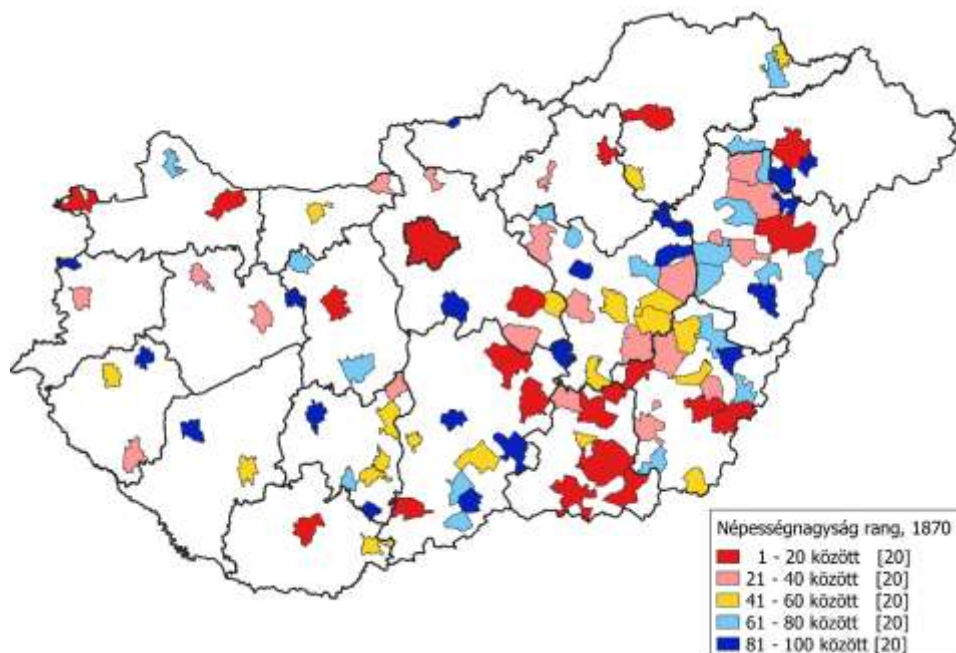 Népességnagyság rang, 1870
1 - 20 között [20]
21 - 40 között [20]
41 - 60 között [20]
61 - 80 között [20]
81 - 100 között [20]